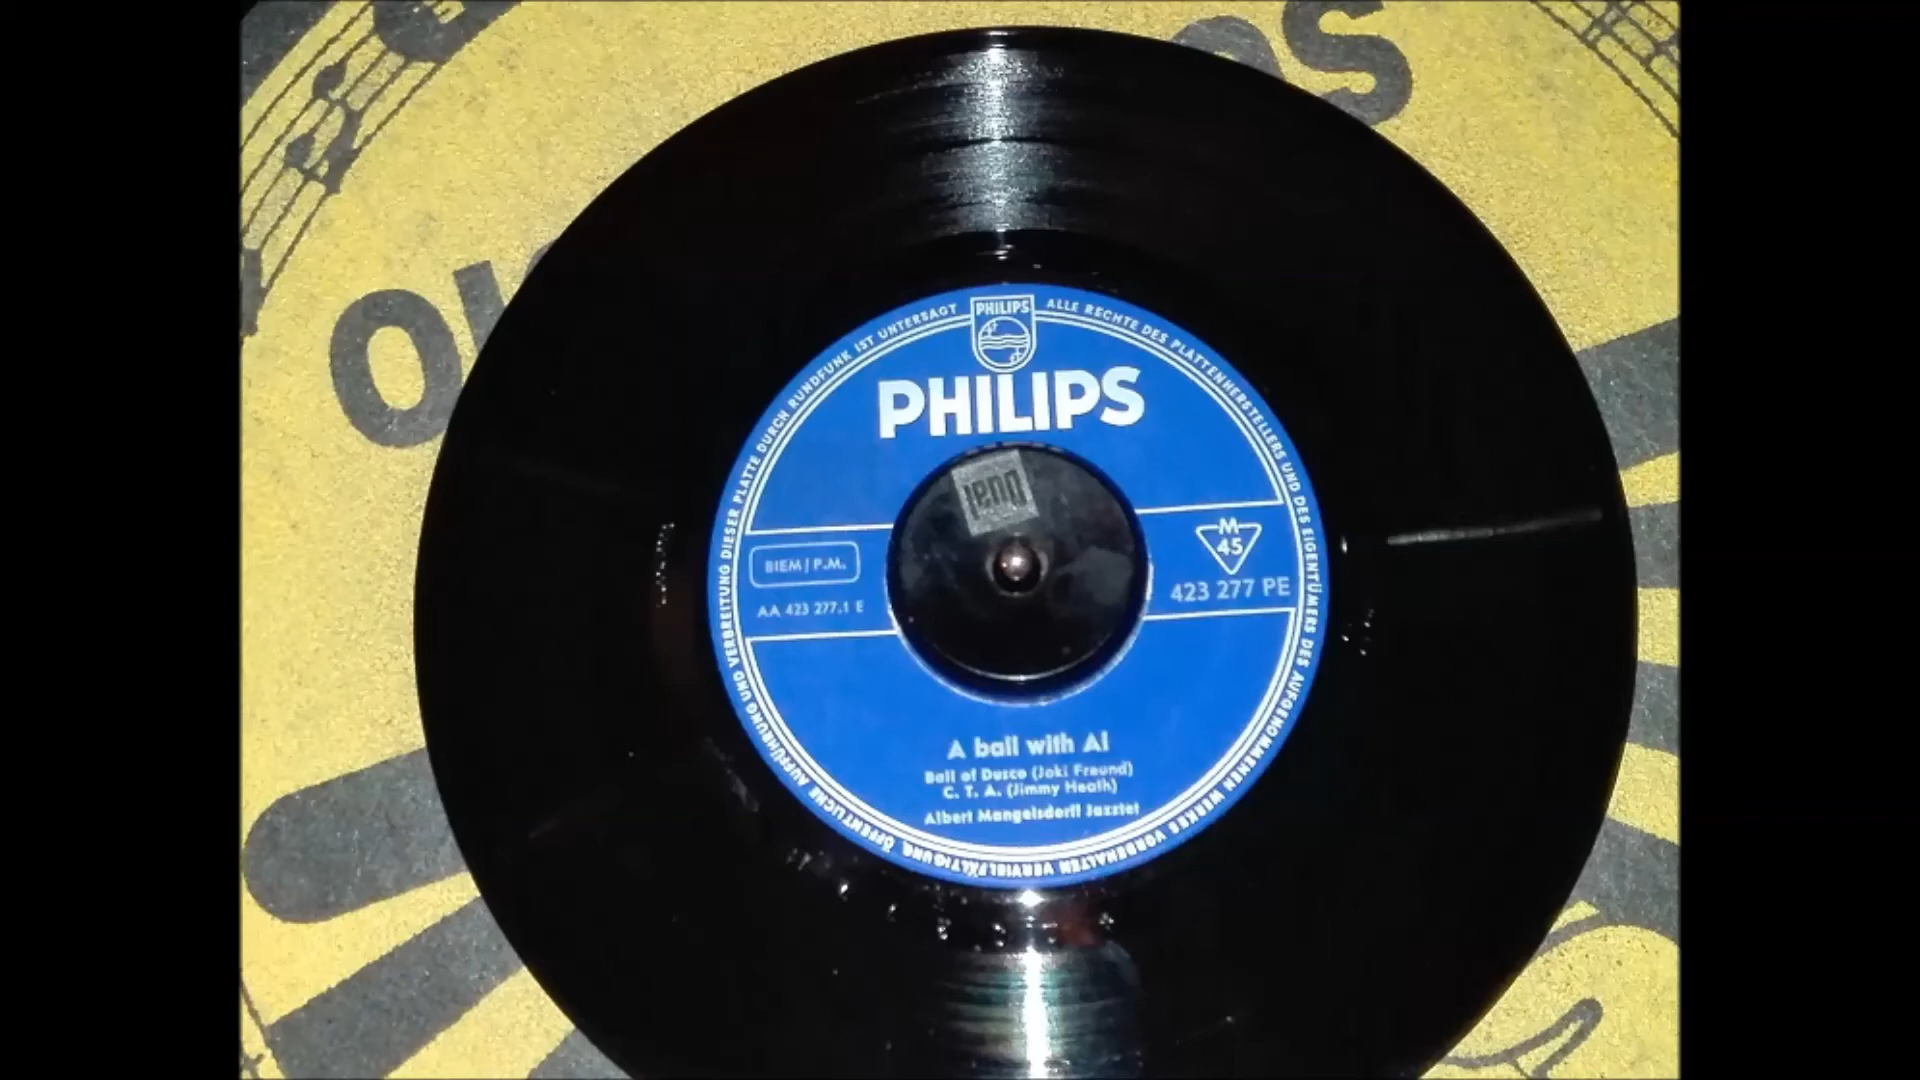 PHILIPS
ALLE RECHTE DES PLATTENHERSTELLERS UND DES EIGENTÜMERS DES AUFGENOMMENEN WERKES VORBEHALTEN VERVIELFÄLTIGUNG, ÖFFENTLICHE AUFFÜHRUNG UND VERBREITUNG DIESER PLATTE DURCH RUNDFUNK IST UNTERSAGT
PHILIPS
Dual
M
45
BIEM / P.M.
AA 423 277.1 E
423 277 PE
A ball with Al
Ball of Dusco (Joki Freund)
C. T. A. (Jimmy Heath)
Albert Mangelsdorff Jazztet